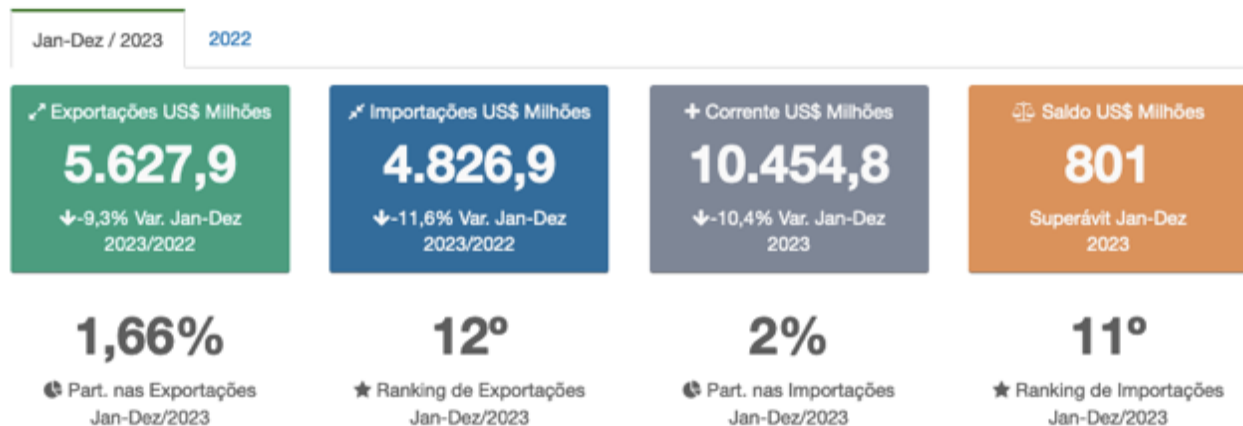 Jan-Dez / 2023
2022
Exportações US$ Milhões
5.627,9
-9,3% Var. Jan-Dez
2023/2022
Importações US$ Milhões
4.826,9
-11,6% Var. Jan-Dez
2023/2022
Corrente US$ Milhões
10.454,8
-10,4% Var. Jan-Dez
2023
Saldo US$ Milhões
801
Superávit Jan-Dez
2023
1,66%
Part. nas Exportações
Jan-Dez/2023
12º
Ranking de Exportações
Jan-Dez/2023
2%
Part. nas Importações
Jan-Dez/2023
11º
Ranking de Importações
Jan-Dez/2023